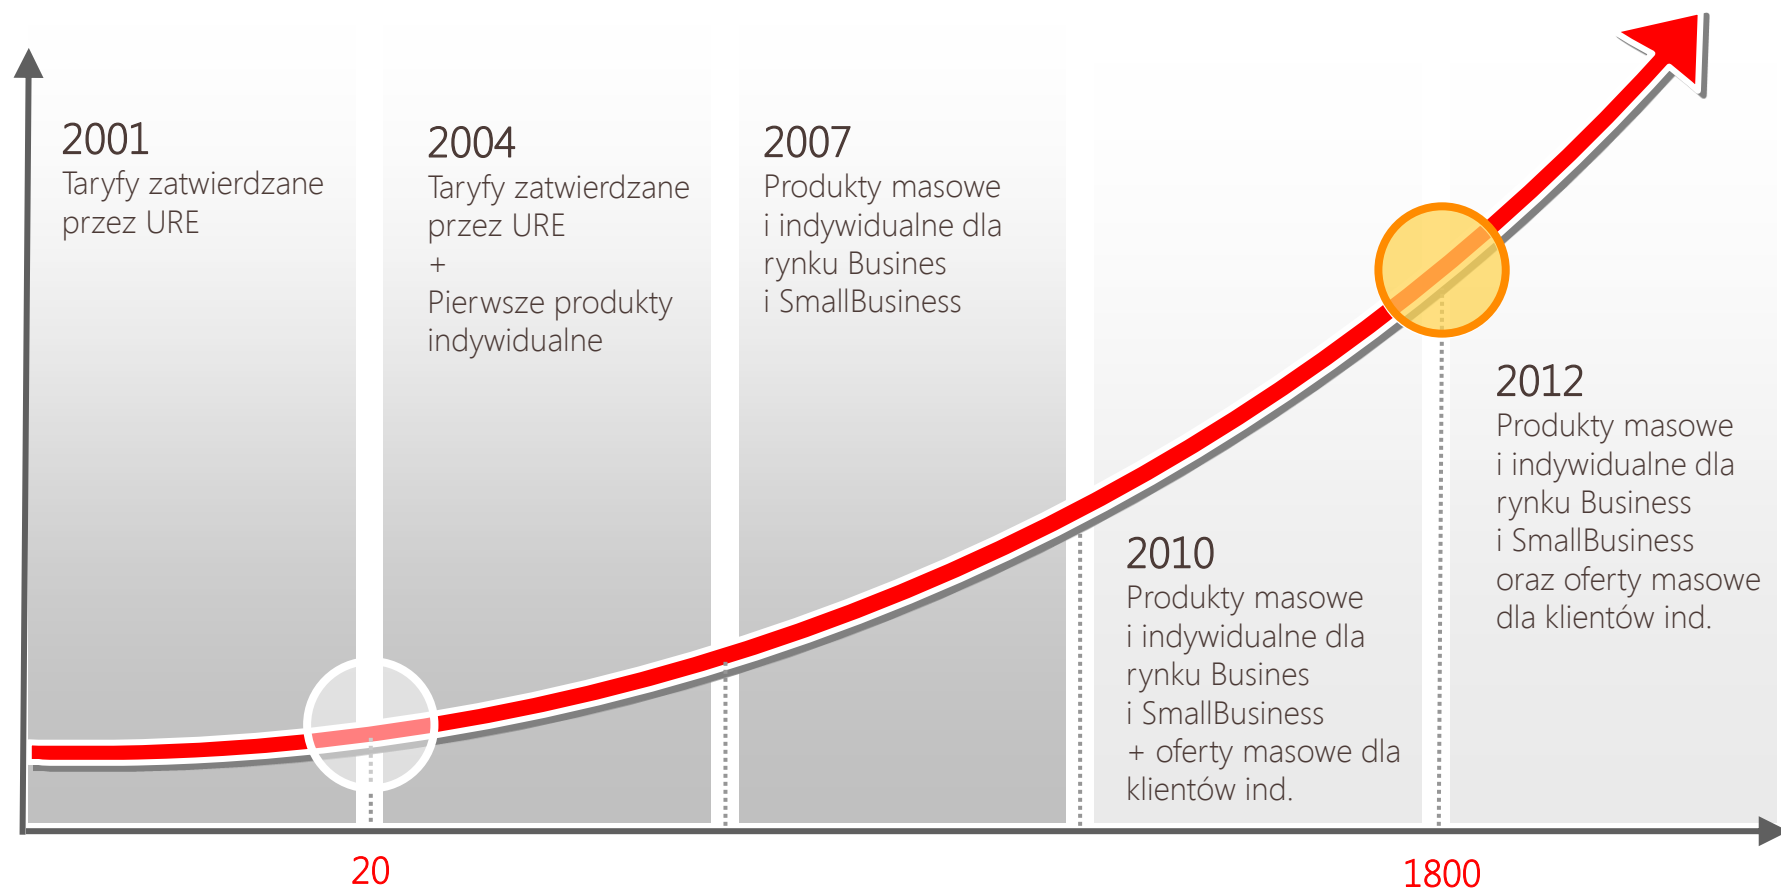 2001
Taryfy zatwierdzane
przez URE
2004
Taryfy zatwierdzane
przez URE
+
Pierwsze produkty
indywidualne
2007
Produkty masowe
i indywidualne dla
rynku Busines
i SmallBusiness
2010
Produkty masowe
i indywidualne dla
rynku Busines
i SmallBusiness
+ oferty masowe dla
klientów ind.
2012
Produkty masowe
i indywidualne dla
rynku Business
i SmallBusiness
oraz oferty masowe
dla klientów ind.
20
1800